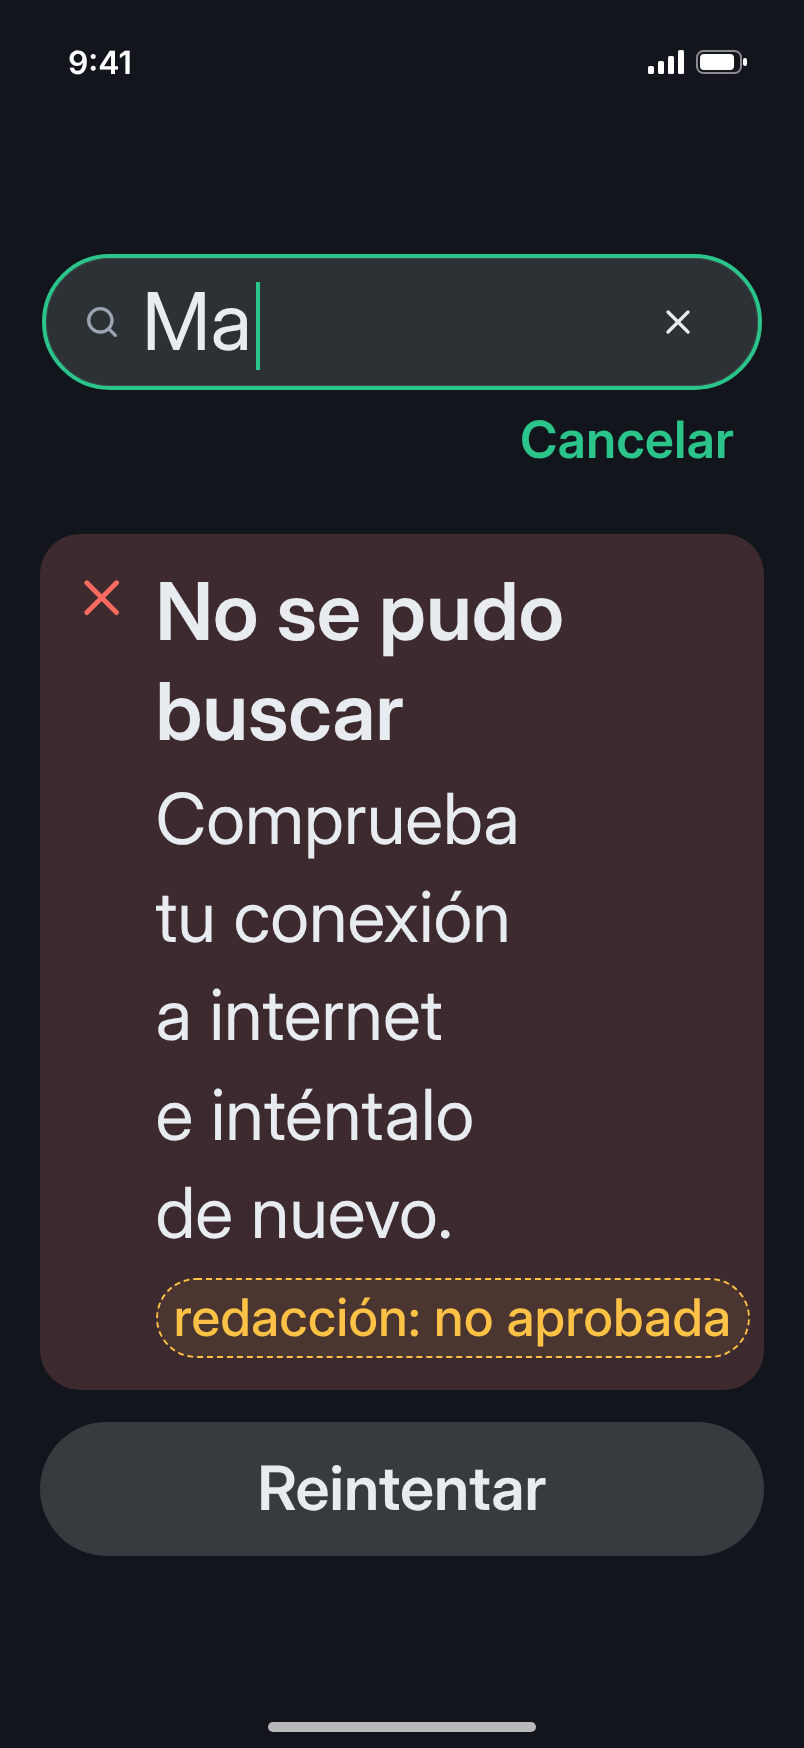 9:41
Ma
Cancelar
No se pudo
buscar
Comprueba
tu conexión
a internet
e inténtalo
de nuevo.
redacción: no aprobada
Reintentar